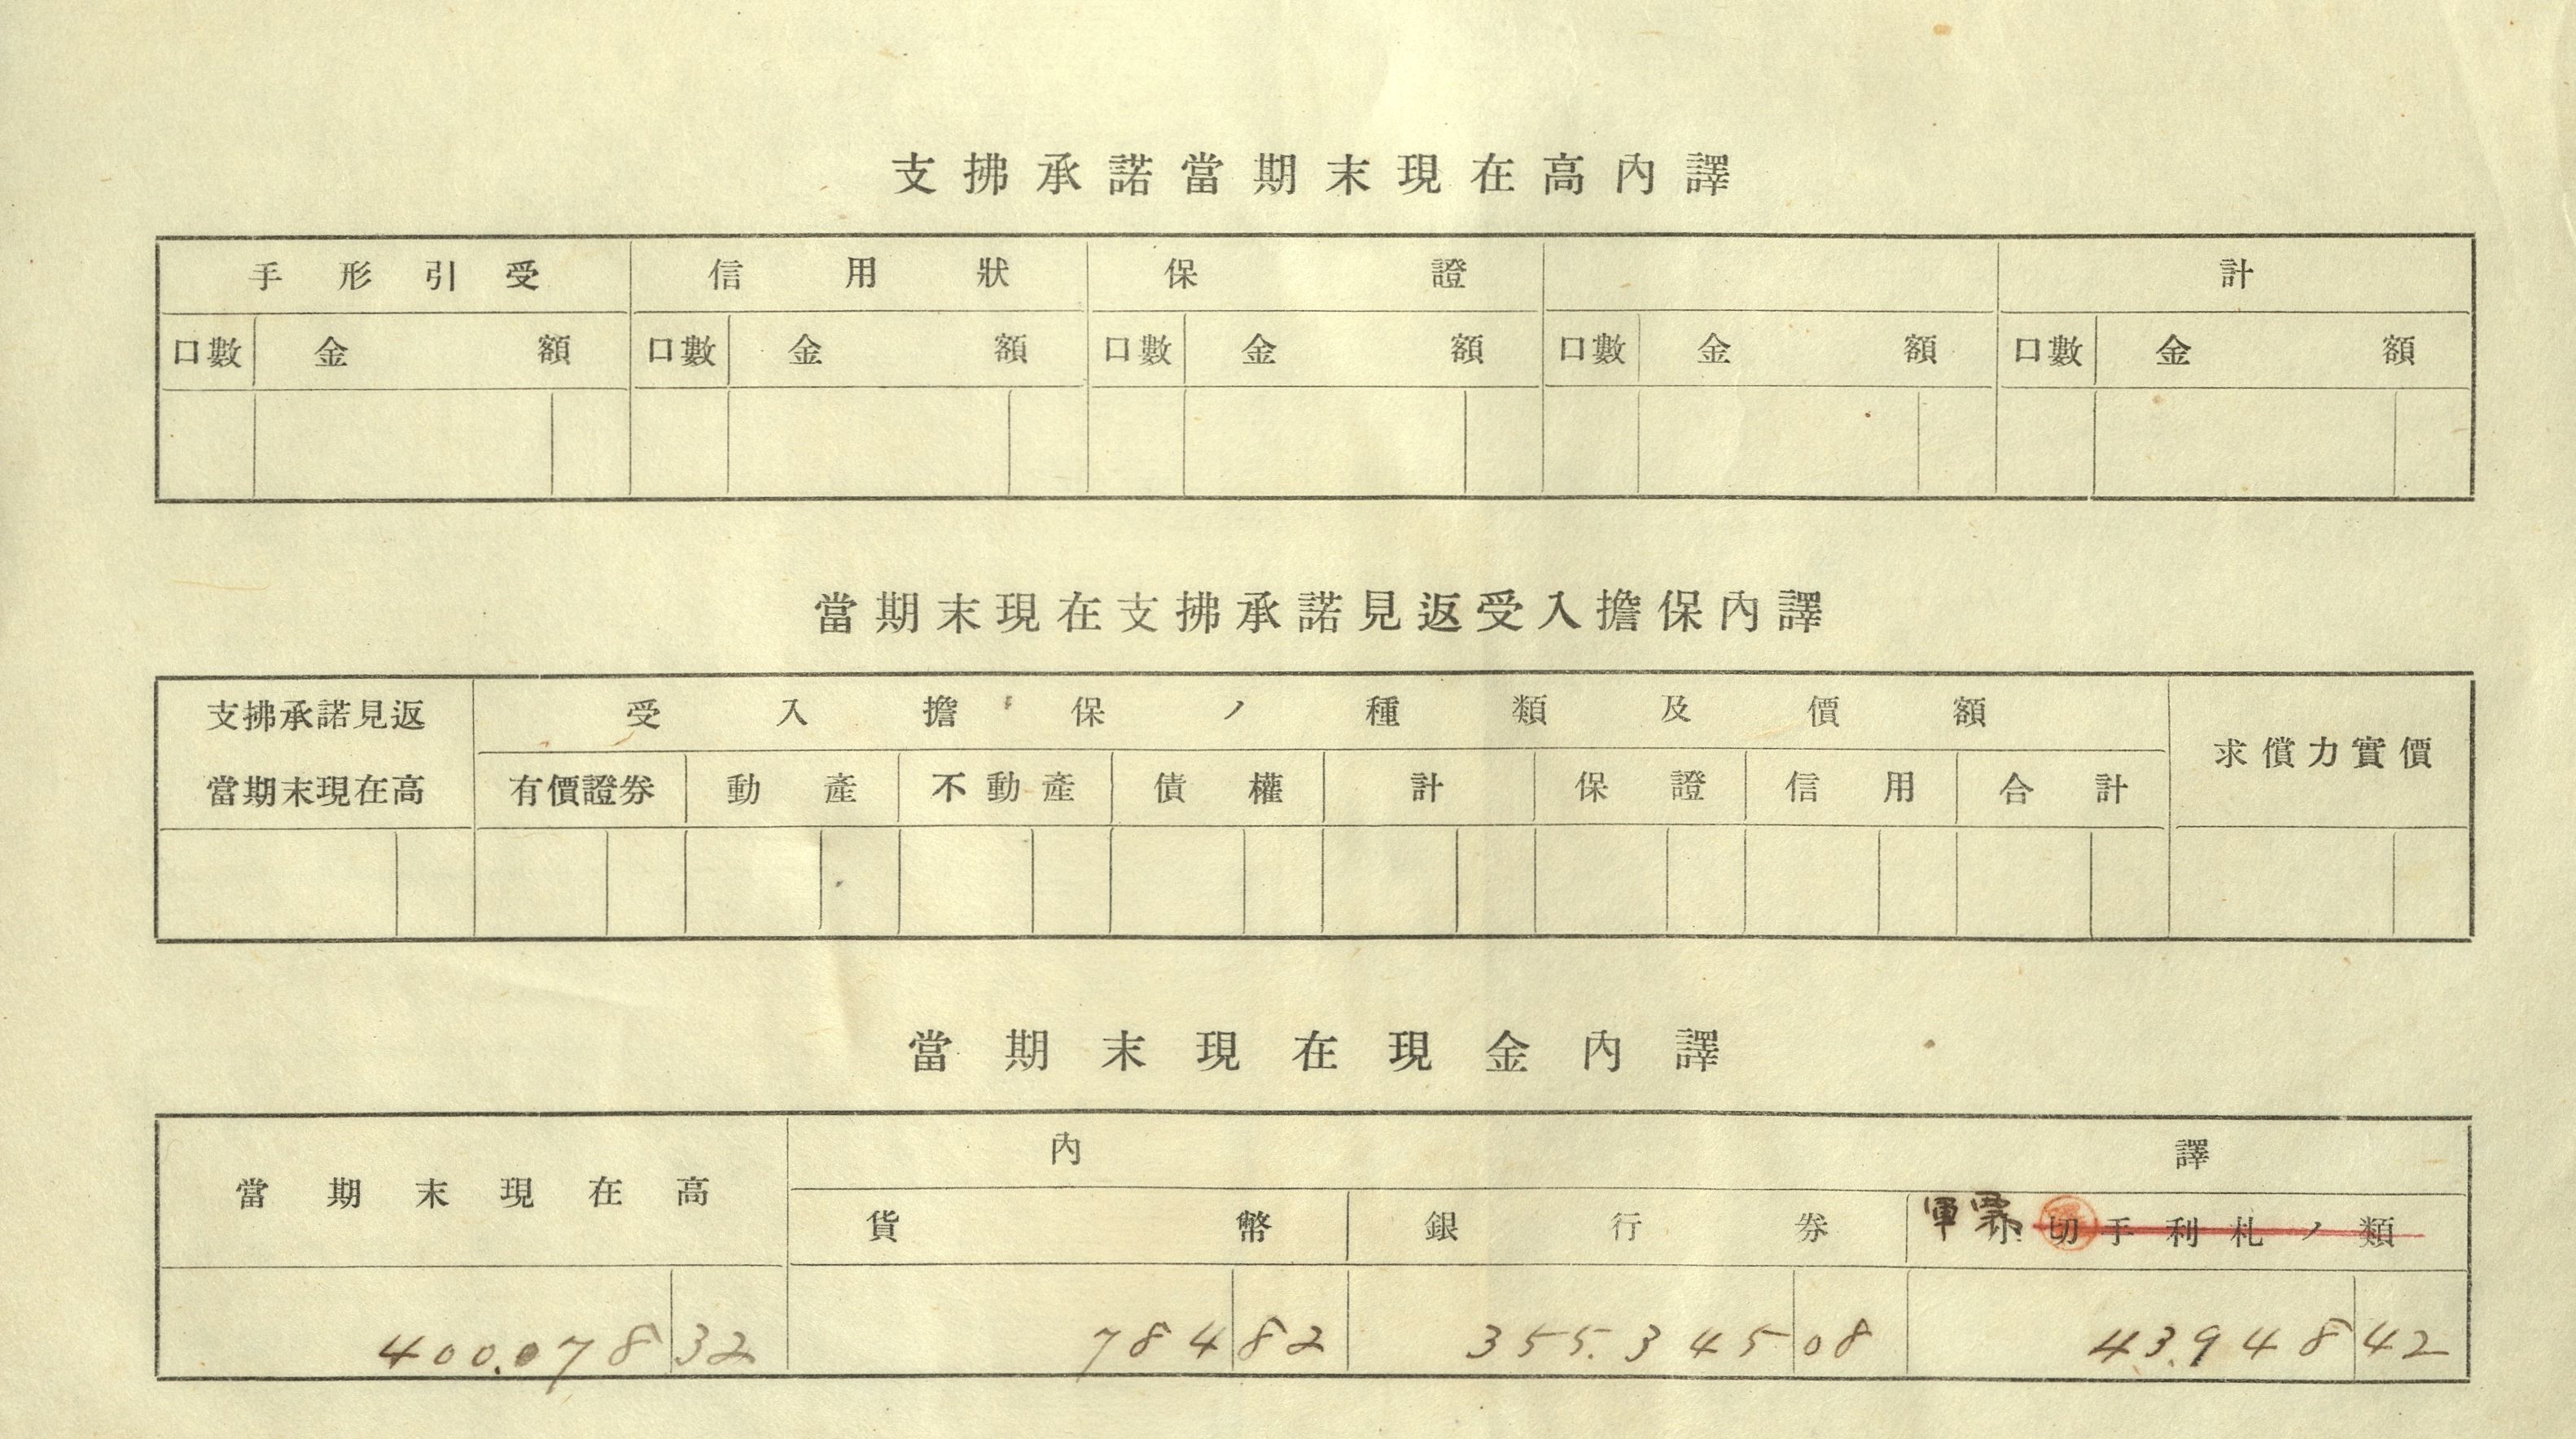 支拂承諾當期末現在高內譯
手形引受 信用狀 保證 計
口數 金額 口數 金額 口數 金額 口數 金額 口數 金額
當期末現在支拂承諾見返受入擔保內譯
支拂承諾見返 受入擔保ノ種類及價額
求償力實價
當期末現在高 有價證券 動產 不動產 債權 計 保證 信用 合計
當期末現在現金內譯
內譯
當期末現在高 貨幣 銀行券 軍票 小切手利札ノ類
400.078 32 784 82 355.345 08 43.948 42